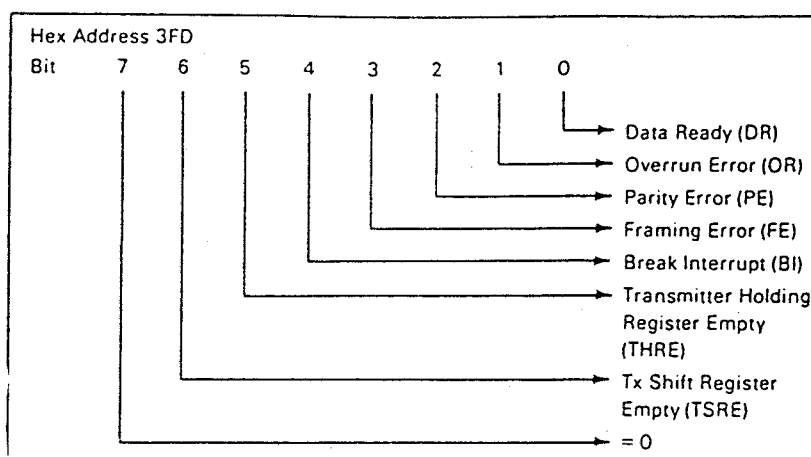 Hex Address 3FD
Bit 7 6 5 4 3 2 1 0
Data Ready (DR)
Overrun Error (OR)
Parity Error (PE)
Framing Error (FE)
Break Interrupt (BI)
Transmitter Holding
Register Empty
(THRE)
Tx Shift Register
Empty (TSRE)
= 0